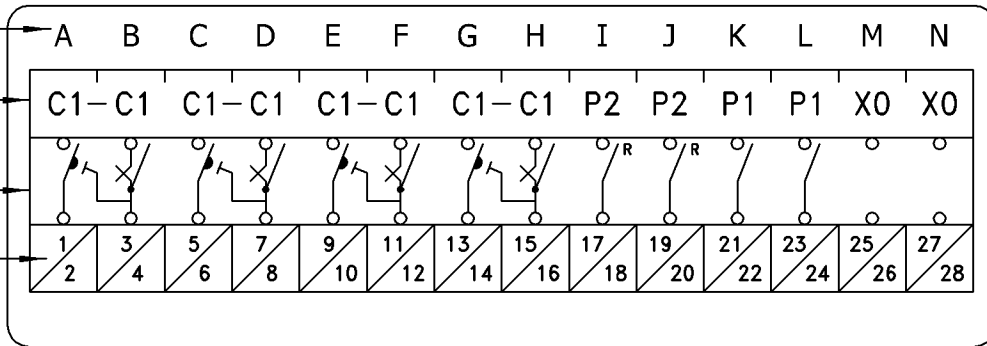 A B C D E F G H I J K L M N
C1-C1 C1-C1 C1-C1 C1-C1 P2 P2 P1 P1 X0 X0
R R
1 3 5 7 9 11 13 15 17 19 21 23 25 27
2 4 6 8 10 12 14 16 18 20 22 24 26 28